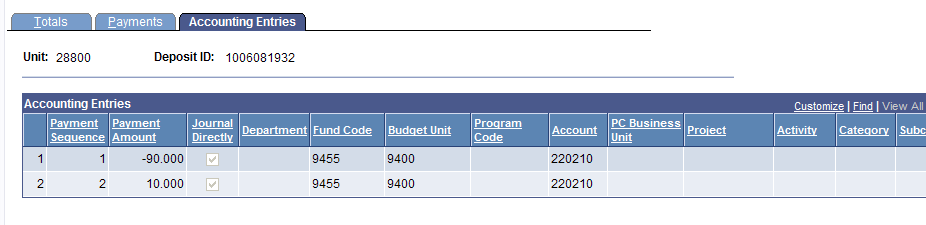 Totals Payments Accounting Entries
Unit: 28800 Deposit ID: 1006081932
Accounting Entries Customize | Find | View All
Payment Sequence Payment Amount Journal Directly Department Fund Code Budget Unit Program Code Account PC Business Unit Project Activity Category Subc
1 1 -90.000 9455 9400 220210
2 2 10.000 9455 9400 220210